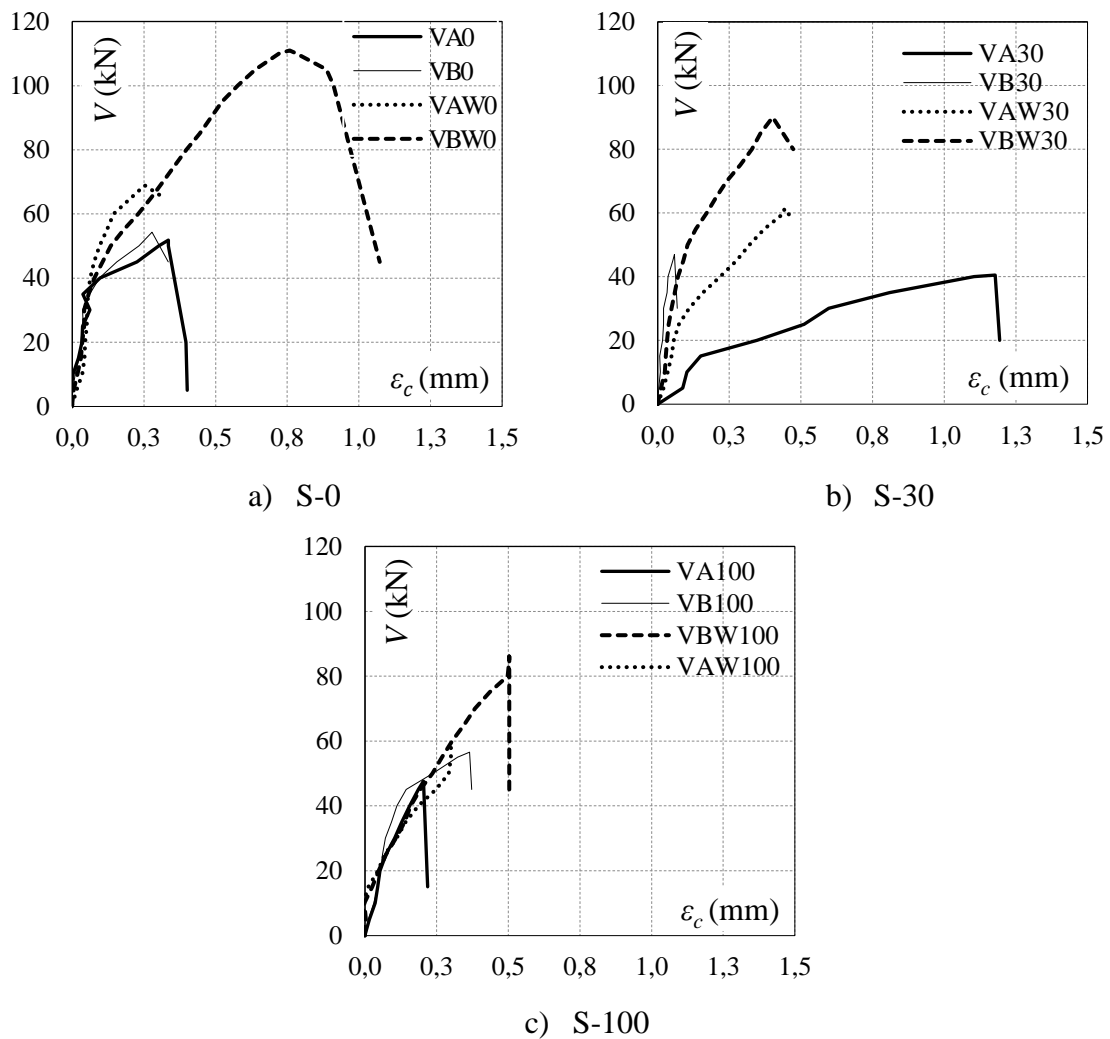 120
100
80
60
40
20
0
V (kN)
VA0
VB0
VAW0
VBW0
εc (mm)
0,0 0,3 0,5 0,8 1,0 1,3 1,5
a) S-0
120
100
80
60
40
20
0
V (kN)
VA30
VB30
VAW30
VBW30
εc (mm)
0,0 0,3 0,5 0,8 1,0 1,3 1,5
b) S-30
120
100
80
60
40
20
0
V (kN)
VA100
VB100
VBW100
VAW100
εc (mm)
0,0 0,3 0,5 0,8 1,0 1,3 1,5
c) S-100